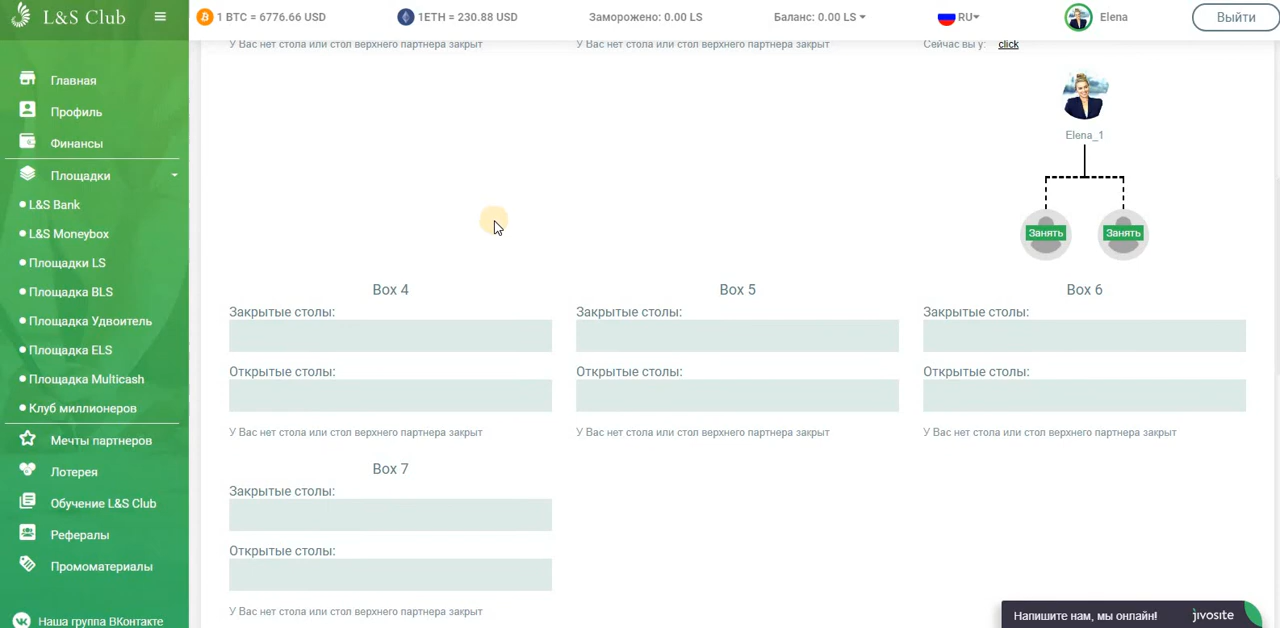 L&S Club
1 BTC = 6776.66 USD
1ETH = 230.88 USD
Заморожено: 0.00 LS
Баланс: 0.00 LS
RU
Elena
Выйти
Главная
Профиль
Финансы
Площадки
L&S Bank
L&S Moneybox
Площадки LS
Площадка BLS
Площадка Удвоитель
Площадка ELS
Площадка Multicash
Клуб миллионеров
Мечты партнеров
Лотерея
Обучение L&S Club
Рефералы
Промоматериалы
Наша группа ВКонтакте
У Вас нет стола или стол верхнего партнера закрыт
У Вас нет стола или стол верхнего партнера закрыт
Сейчас вы у: click
Elena_1
Занять Занять
Box 4
Закрытые столы:
Открытые столы:
У Вас нет стола или стол верхнего партнера закрыт
Box 5
Закрытые столы:
Открытые столы:
У Вас нет стола или стол верхнего партнера закрыт
Box 6
Закрытые столы:
Открытые столы:
У Вас нет стола или стол верхнего партнера закрыт
Box 7
Закрытые столы:
Открытые столы:
У Вас нет стола или стол верхнего партнера закрыт
Напишите нам, мы онлайн! jivosite